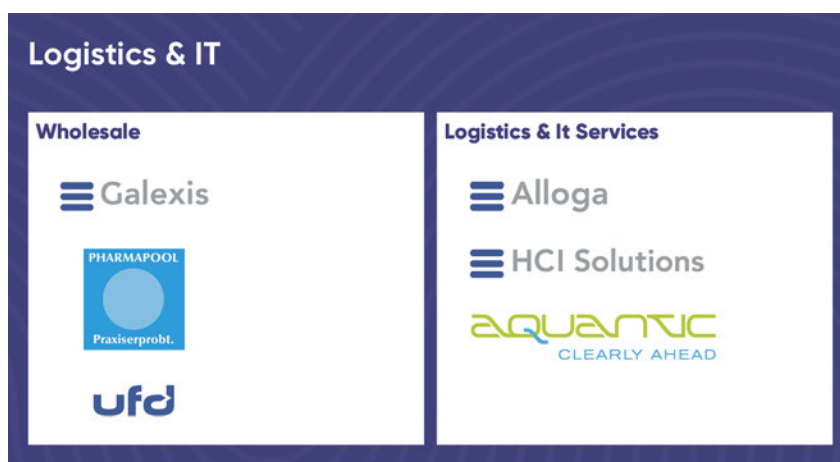 Logistics & IT
Wholesale
Galexis
PHARMAPOOL
Praxiserprobt.
ufd
Logistics & It Services
Alloga
HCI Solutions
aquantic
CLEARLY AHEAD